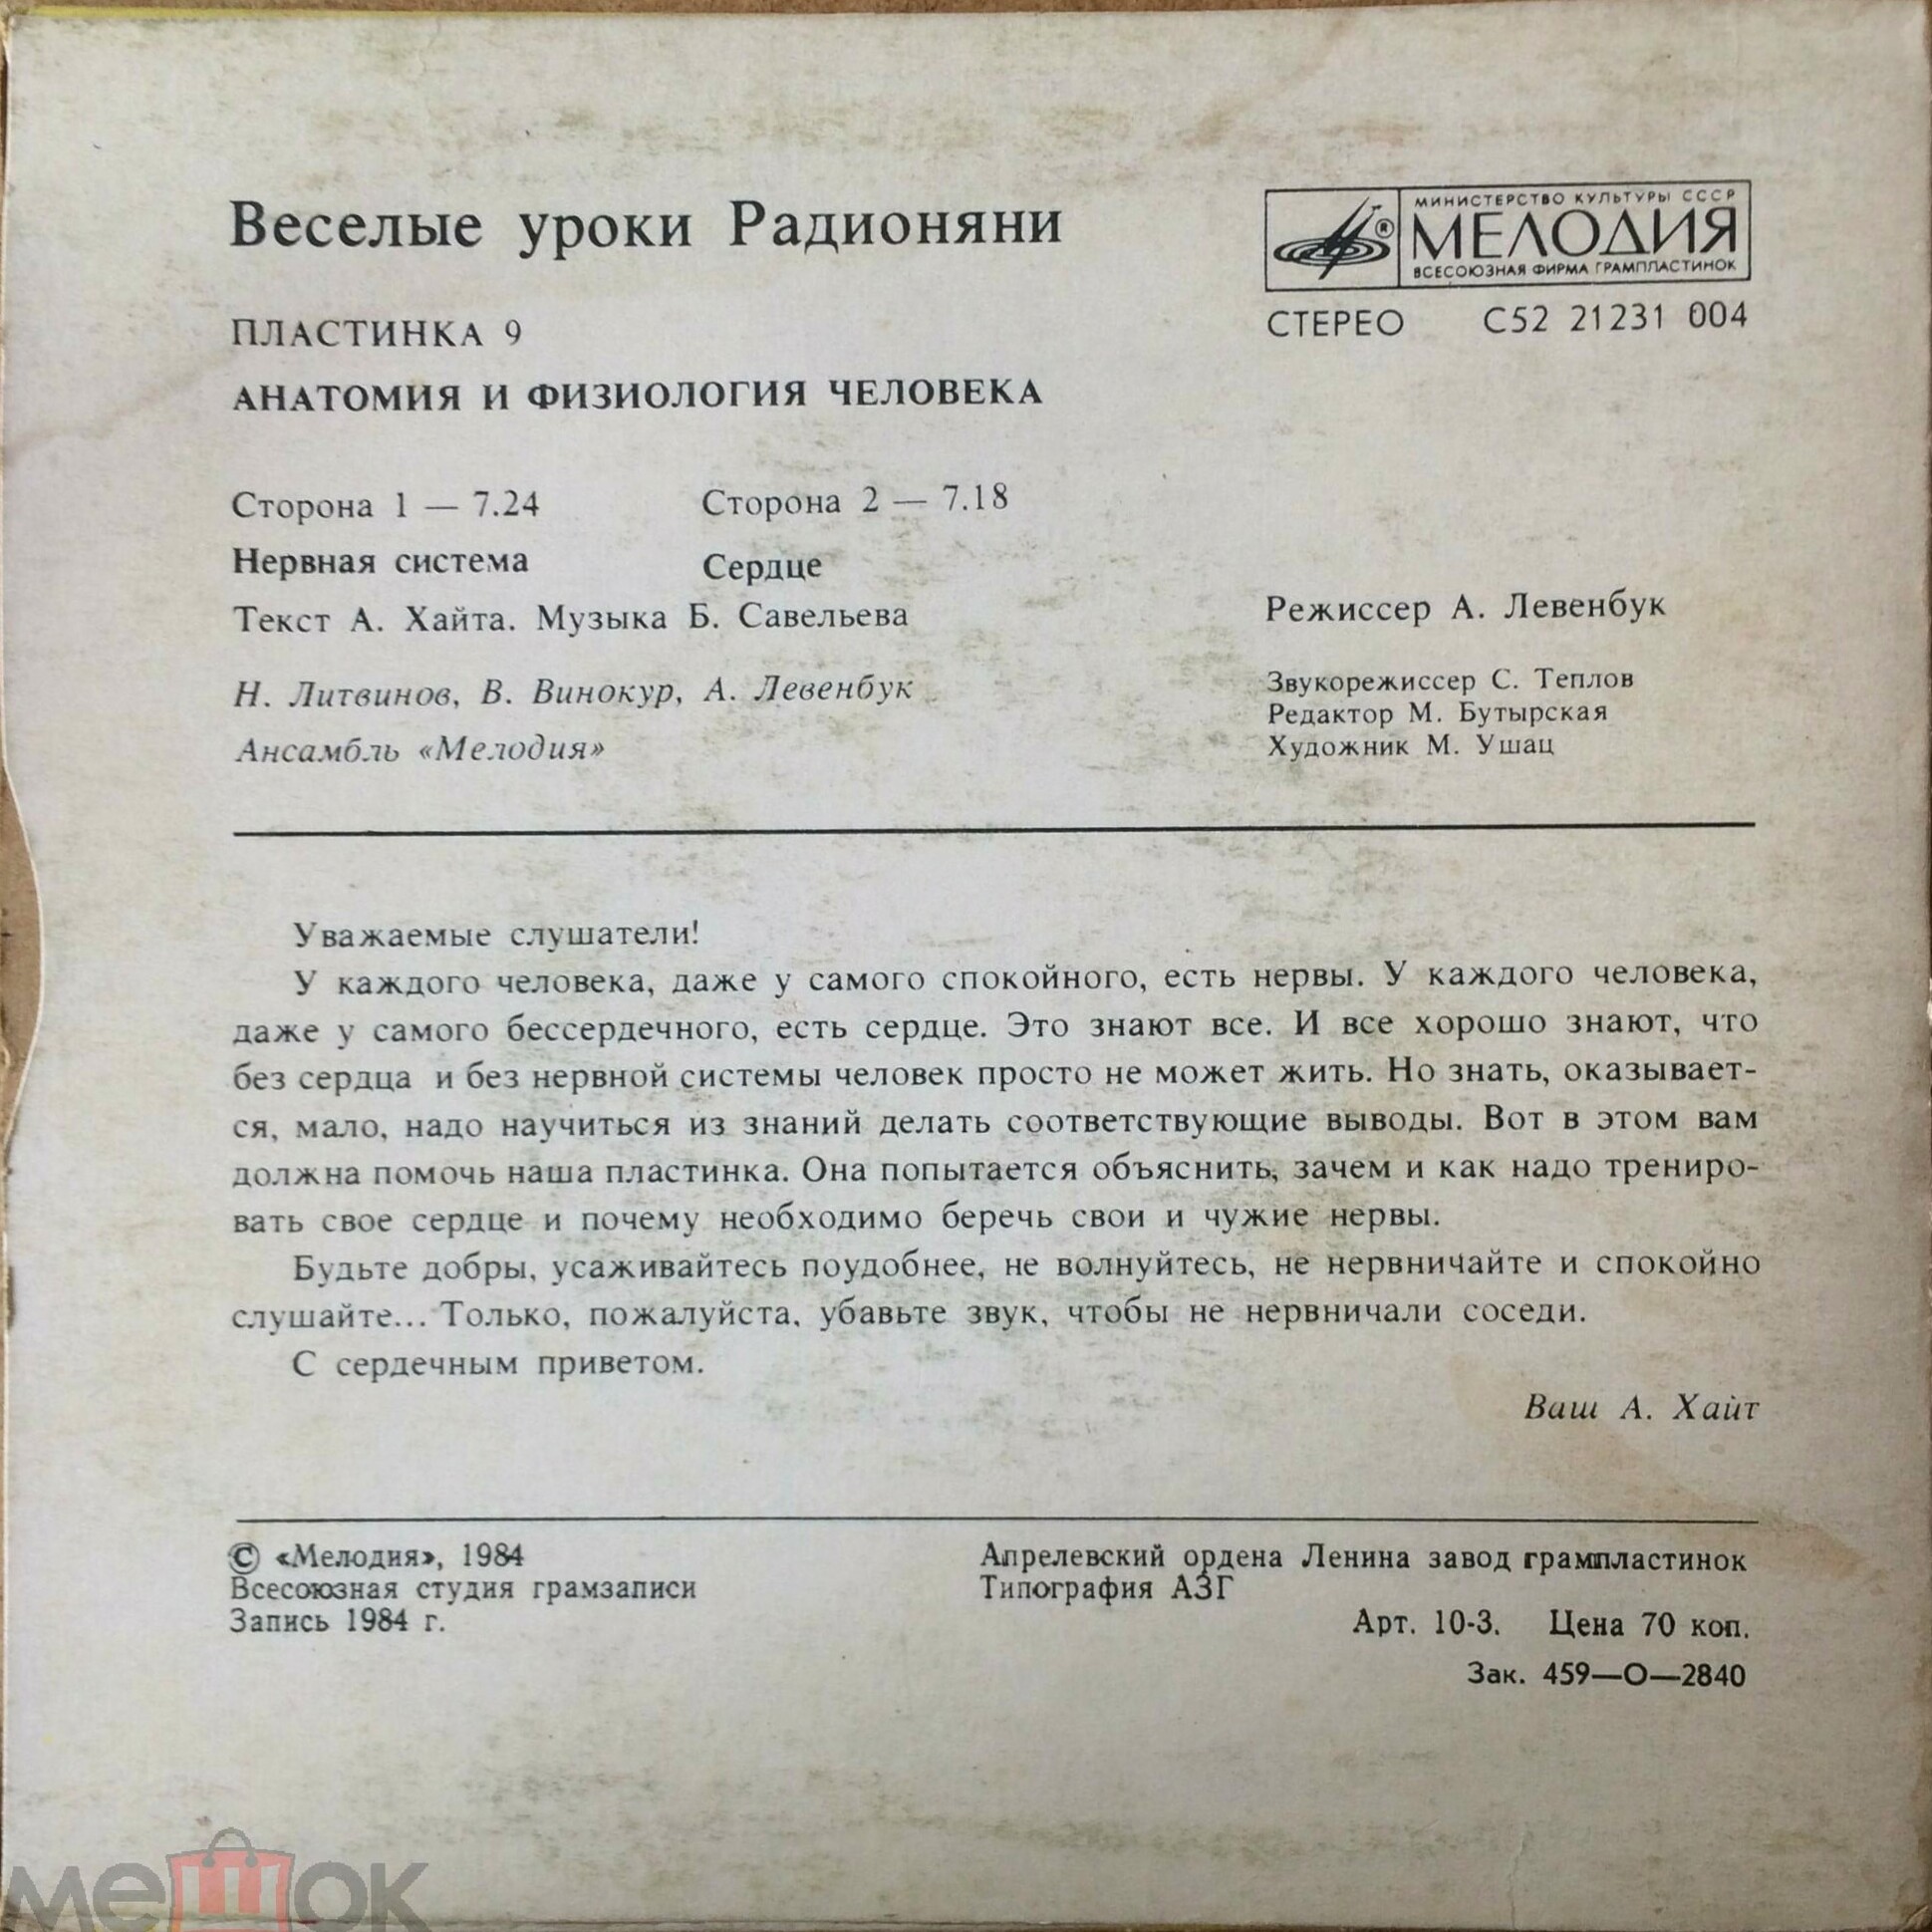 Веселые уроки Радионяни
МИНИСТЕРСТВО КУЛЬТУРЫ СССР
МЕЛОДИЯ
ВСЕСОЮЗНАЯ ФИРМА ГРАМПЛАСТИНОК
®
СТЕРЕО С52 21231 004
ПЛАСТИНКА 9
АНАТОМИЯ И ФИЗИОЛОГИЯ ЧЕЛОВЕКА
Сторона 1 — 7.24
Сторона 2 — 7.18
Нервная система
Сердце
Текст А. Хайта. Музыка Б. Савельева
Н. Литвинов, В. Винокур, А. Левенбук
Ансамбль «Мелодия»
Режиссер А. Левенбук
Звукорежиссер С. Теплов
Редактор М. Бутырская
Художник М. Ушац
Уважаемые слушатели!
У каждого человека, даже у самого спокойного, есть нервы. У каждого человека,
даже у самого бессердечного, есть сердце. Это знают все. И все хорошо знают, что
без сердца и без нервной системы человек просто не может жить. Но знать, оказывает-
ся, мало, надо научиться из знаний делать соответствующие выводы. Вот в этом вам
должна помочь наша пластинка. Она попытается объяснить, зачем и как надо трениро-
вать свое сердце и почему необходимо беречь свои и чужие нервы.
Будьте добры, усаживайтесь поудобнее, не волнуйтесь, не нервничайте и спокойно
слушайте... Только, пожалуйста, убавьте звук, чтобы не нервничали соседи.
С сердечным приветом.
Ваш А. Хайт
© «Мелодия», 1984
Всесоюзная студия грамзаписи
Запись 1984 г.
Апрелевский ордена Ленина завод грампластинок
Типография АЗГ
Арт. 10-3. Цена 70 коп.
Зак. 459—О—2840
мешок